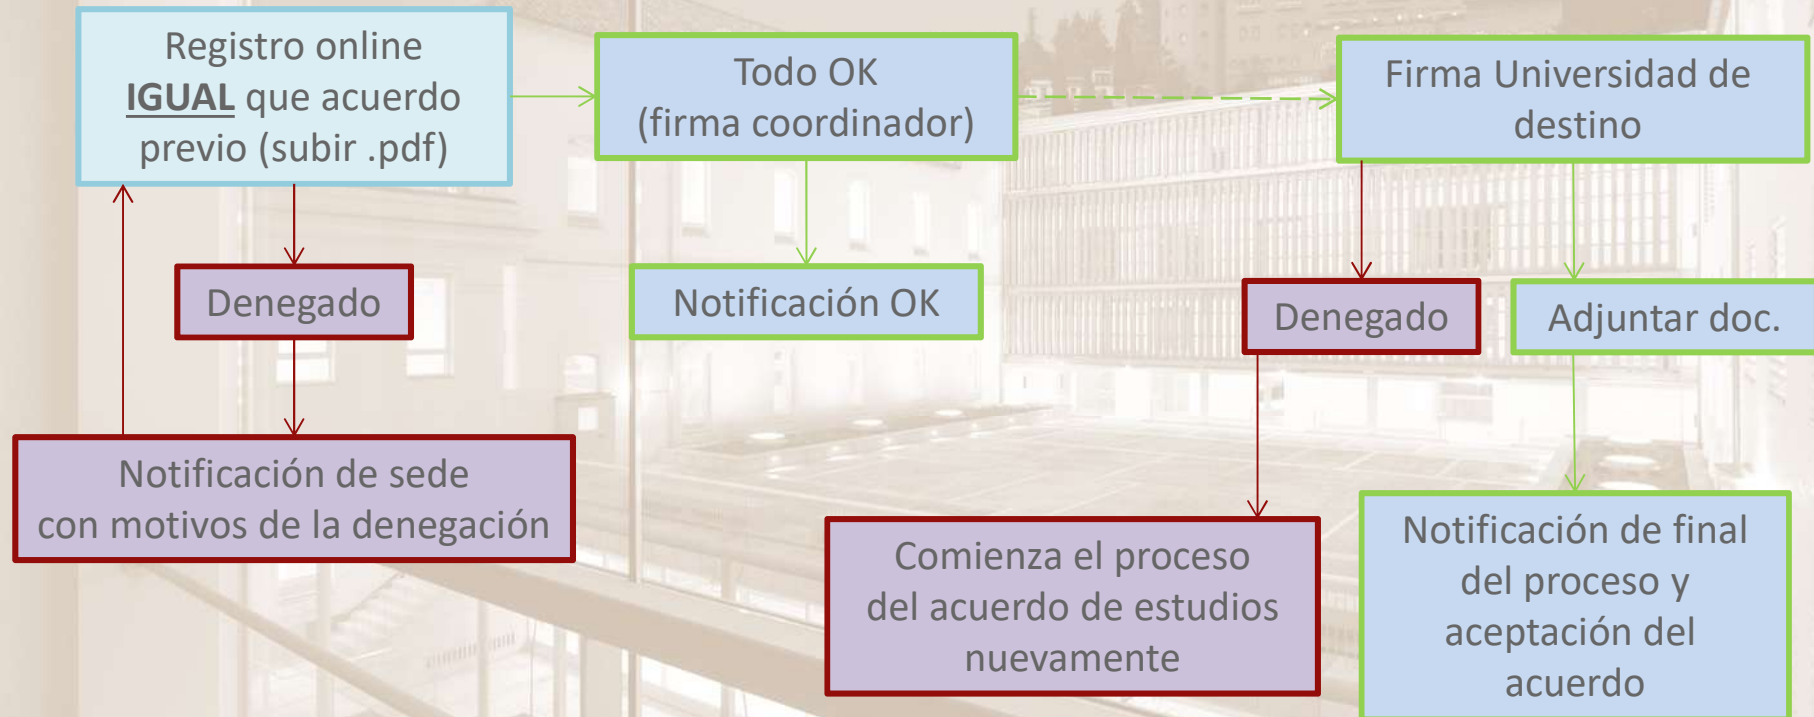 Registro online
IGUAL que acuerdo
previo (subir .pdf)
Todo OK
(firma coordinador)
Firma Universidad de
destino
Denegado
Notificación OK
Denegado
Adjuntar doc.
Notificación de sede
con motivos de la denegación
Comienza el proceso
del acuerdo de estudios
nuevamente
Notificación de final
del proceso y
aceptación del
acuerdo